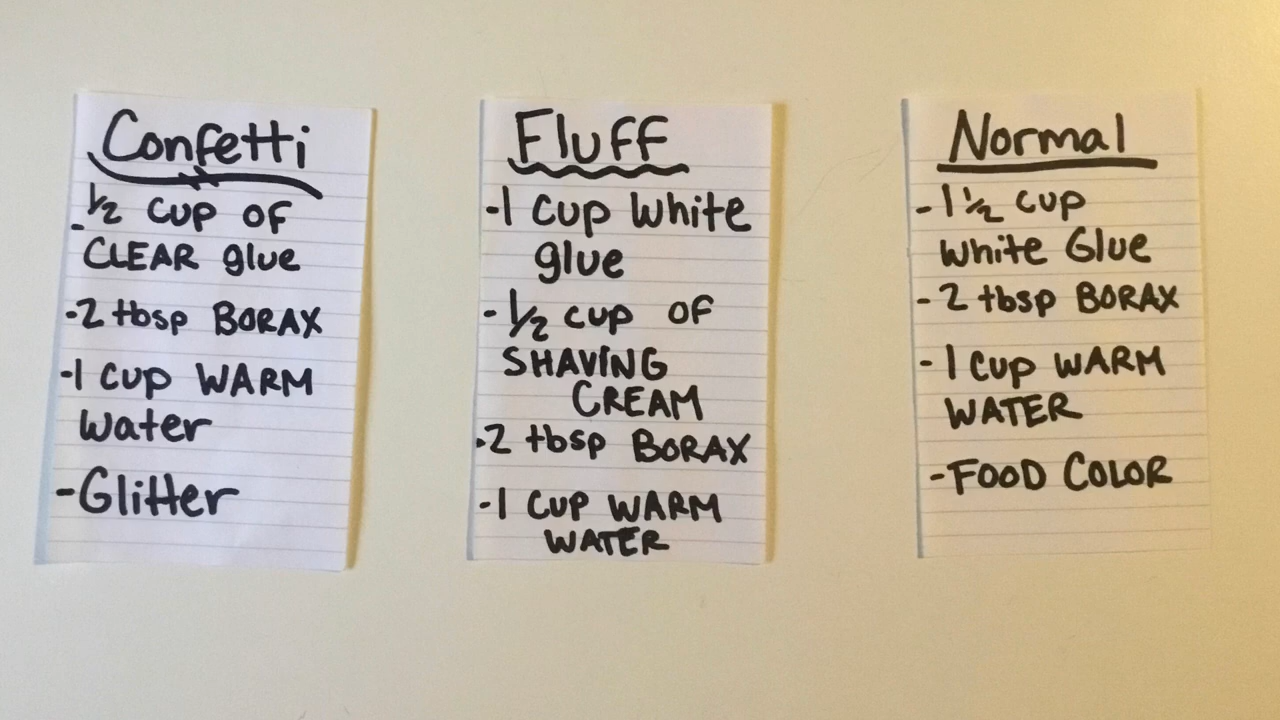 Confetti
-½ cup of
CLEAR glue
-2 tbsp BORAX
-1 cup WARM
Water
-Glitter
Fluff
-1 cup White
glue
-½ cup of
SHAVING
CREAM
-2 tbsp BORAX
-1 cup WARM
WATER
Normal
-1 ½ cup
White Glue
-2 tbsp BORAX
-1 cup WARM
WATER
-FOOD COLOR